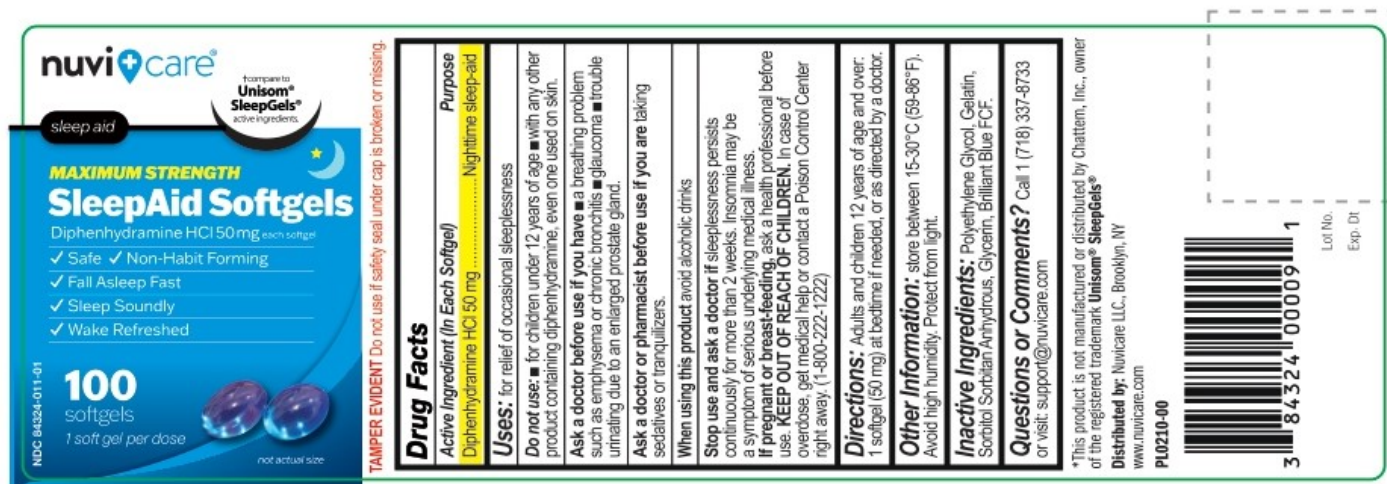 nuvi care®
†compare to
Unisom®
SleepGels®
active ingredients.
sleep aid
MAXIMUM STRENGTH
SleepAid Softgels
Diphenhydramine HCl 50 mg each softgel
✓ Safe ✓ Non-Habit Forming
✓ Fall Asleep Fast
✓ Sleep Soundly
✓ Wake Refreshed
100
softgels
1 soft gel per dose
not actual size
NDC 84324-011-01
TAMPER EVIDENT Do not use if safety seal under cap is broken or missing.
Drug Facts
Active Ingredient (In Each Softgel) Purpose
Diphenhydramine HCl 50 mg ..............................Nighttime sleep-aid
Uses: for relief of occasional sleeplessness
Do not use: ■ for children under 12 years of age ■ with any other
product containing diphenhydramine, even one used on skin.
Ask a doctor before use if you have ■ a breathing problem
such as emphysema or chronic bronchitis ■ glaucoma ■ trouble
urinating due to an enlarged prostate gland.
Ask a doctor or pharmacist before use if you are taking
sedatives or tranquilizers.
When using this product avoid alcoholic drinks
Stop use and ask a doctor if sleeplessness persists
continuously for more than 2 weeks. Insomnia may be
a symptom of serious underlying medical illness.
If pregnant or breast-feeding, ask a health professional before
use. KEEP OUT OF REACH OF CHILDREN. In case of
overdose, get medical help or contact a Poison Control Center
right away. (1-800-222-1222)
Directions: Adults and children 12 years of age and over:
1 softgel (50 mg) at bedtime if needed, or as directed by a doctor.
Other Information: store between 15-30°C (59-86°F).
Avoid high humidity. Protect from light.
Inactive Ingredients: Polyethylene Glycol, Gelatin,
Sorbitol Sorbitan Anhydrous, Glycerin, Brilliant Blue FCF.
Questions or Comments? Call 1 (718) 337-8733
or visit: support@nuvicare.com
*This product is not manufactured or distributed by Chattem, Inc., owner
of the registered trademark Unisom® SleepGels®
Distributed by: Nuvicare LLC., Brooklyn, NY
www.nuvicare.com
PL0210-00
3 84324 00009 1
Lot No.
Exp. Dt